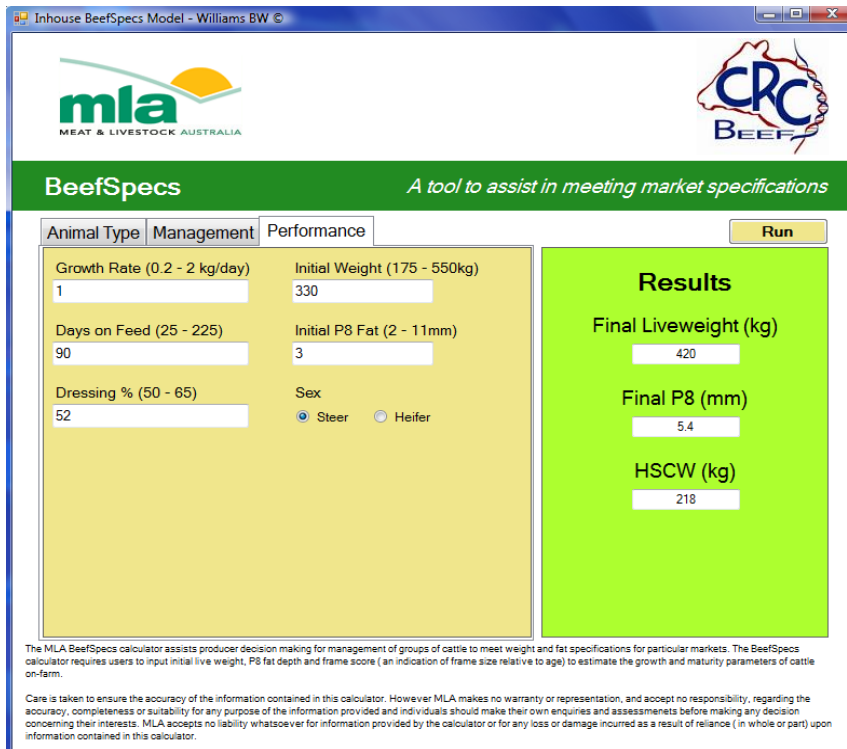 Inhouse BeefSpecs Model - Williams BW ©
mla
MEAT & LIVESTOCK AUSTRALIA
CRC
BEEF
BeefSpecs
A tool to assist in meeting market specifications
Animal Type Management Performance
Run
Growth Rate (0.2 - 2 kg/day) Initial Weight (175 - 550kg)
1 330
Days on Feed (25 - 225) Initial P8 Fat (2 - 11mm)
90 3
Dressing % (50 - 65) Sex
52 Steer Heifer
Results
Final Liveweight (kg)
420
Final P8 (mm)
5.4
HSCW (kg)
218
The MLA BeefSpecs calculator assists producer decision making for management of groups of cattle to meet weight and fat specifications for particular markets. The BeefSpecs
calculator requires users to input initial live weight, P8 fat depth and frame score ( an indication of frame size relative to age) to estimate the growth and maturity parameters of cattle
on-farm.
Care is taken to ensure the accuracy of the information contained in this calculator. However MLA makes no warranty or representation, and accept no responsibility, regarding the
accuracy, completeness or suitability for any purpose of the information provided and individuals should make their own enquiries and assessmenets before making any decision
concerning their interests. MLA accepts no liability whatsoever for information provided by the calculator or for any loss or damage incurred as a result of reliance ( in whole or part) upon
information contained in this calculator.